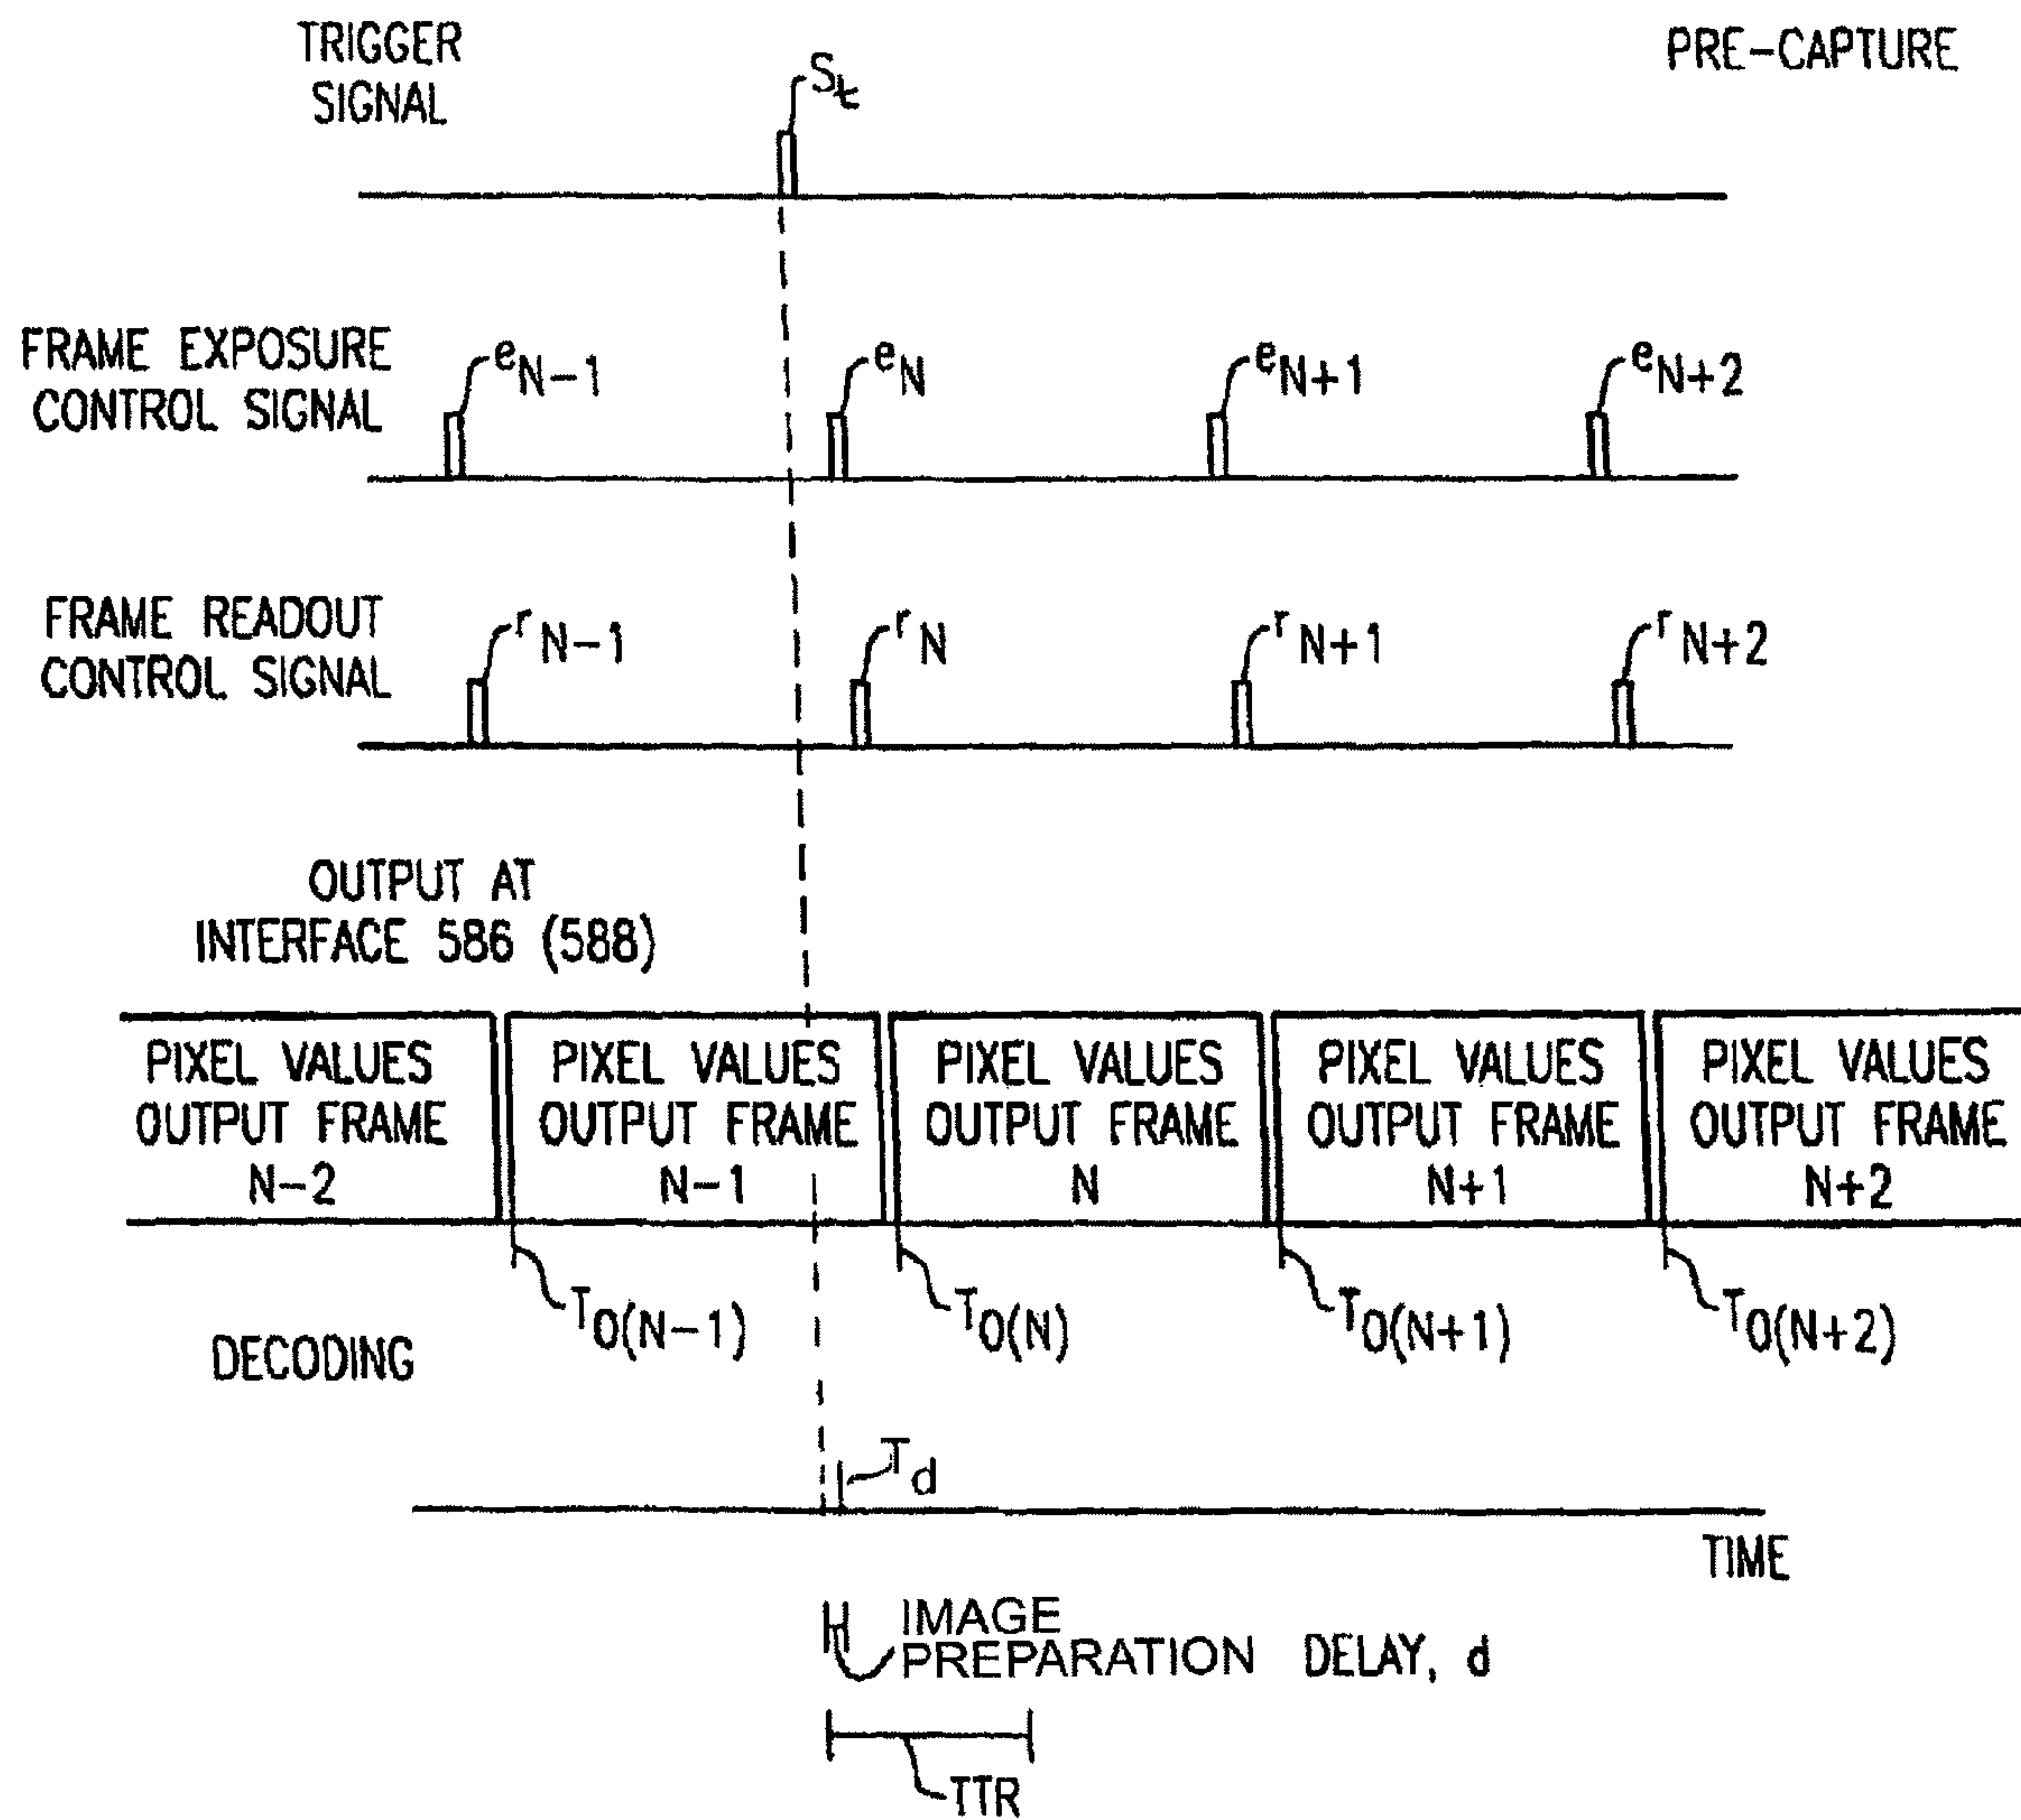 TRIGGER
SIGNAL
PRE-CAPTURE
St
FRAME EXPOSURE
CONTROL SIGNAL
eN-1
eN
eN+1
eN+2
FRAME READOUT
CONTROL SIGNAL
rN-1
rN
rN+1
rN+2
OUTPUT AT
INTERFACE 586 (588)
PIXEL VALUES
OUTPUT FRAME
N-2
PIXEL VALUES
OUTPUT FRAME
N-1
PIXEL VALUES
OUTPUT FRAME
N
PIXEL VALUES
OUTPUT FRAME
N+1
PIXEL VALUES
OUTPUT FRAME
N+2
TO(N-1)
TO(N)
TO(N+1)
TO(N+2)
DECODING
Td
TIME
IMAGE
PREPARATION DELAY, d
TTR